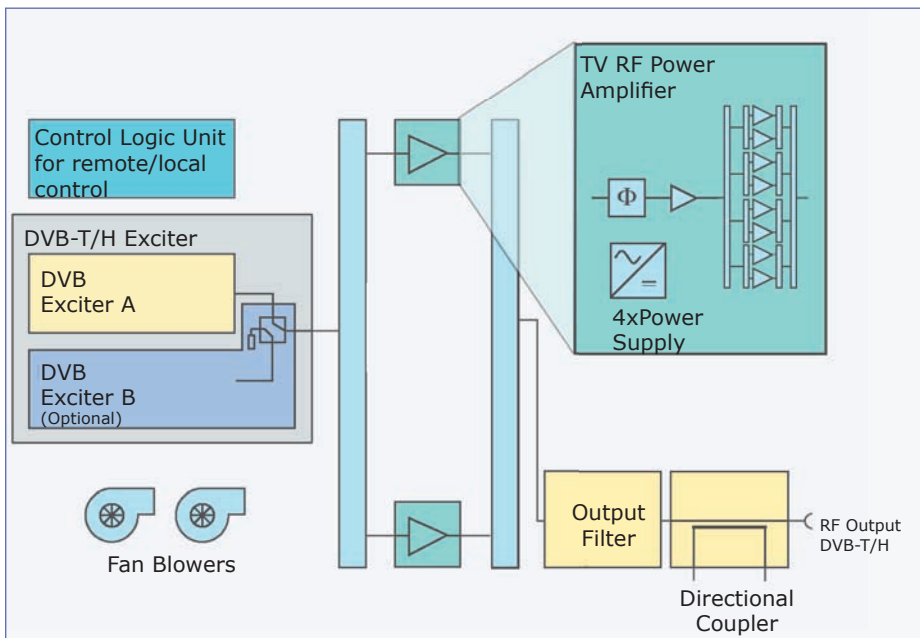 TV RF Power
Amplifier
Φ
4xPower
Supply
Control Logic Unit
for remote/local
control
DVB-T/H Exciter
DVB
Exciter A
DVB
Exciter B
(Optional)
Fan Blowers
Output
Filter
RF Output
DVB-T/H
Directional
Coupler